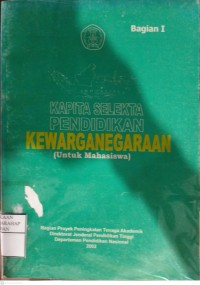 Bagian I
KAPITA SELEKTA
PENDIDIKAN
KEWARGANEGARAAN
(Untuk Mahasiswa)
Bagian Proyek Peningkatan Tenaga Akademik
Direktorat Jenderal Pendidikan Tinggi
Departemen Pendidikan Nasional
2002